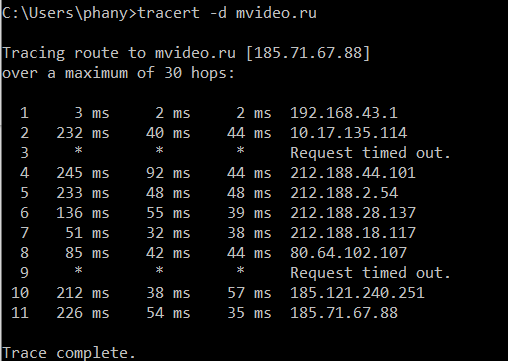 C:\Users\phany>tracert -d mvideo.ru
Tracing route to mvideo.ru [185.71.67.88]
over a maximum of 30 hops:
1 3 ms 2 ms 2 ms 192.168.43.1
2 232 ms 40 ms 44 ms 10.17.135.114
3 * * * Request timed out.
4 245 ms 92 ms 44 ms 212.188.44.101
5 233 ms 48 ms 48 ms 212.188.2.54
6 136 ms 55 ms 39 ms 212.188.28.137
7 51 ms 32 ms 38 ms 212.188.18.117
8 85 ms 42 ms 44 ms 80.64.102.107
9 * * * Request timed out.
10 212 ms 38 ms 57 ms 185.121.240.251
11 226 ms 54 ms 35 ms 185.71.67.88
Trace complete.